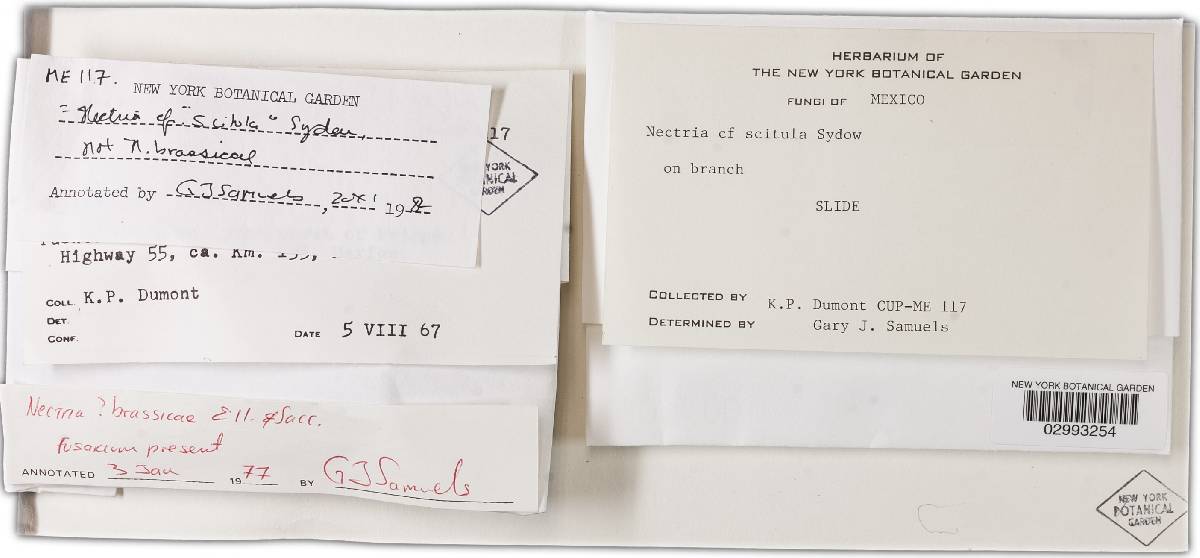 ME 117.
NEW YORK BOTANICAL GARDEN
= Nectria cf "scitula" Sydow,
not N. brassicae
Annotated by G J Samuels, 20 XI 19
17
YORK
NICAL
Highway 55, ca. Km.
COLL. K.P. Dumont
DET.
CONF.
DATE 5 VIII 67
Nectria ? brassicae Ell. & Sacc.
Fusarium present
ANNOTATED 3 Jan 1977 BY G J Samuels
HERBARIUM OF
THE NEW YORK BOTANICAL GARDEN
FUNGI OF MEXICO
Nectria cf scitula Sydow
on branch
SLIDE
COLLECTED BY K.P. Dumont CUP-ME 117
DETERMINED BY Gary J. Samuels
NEW YORK BOTANICAL GARDEN
02993254
NEW YORK
BOTANICAL
GARDEN